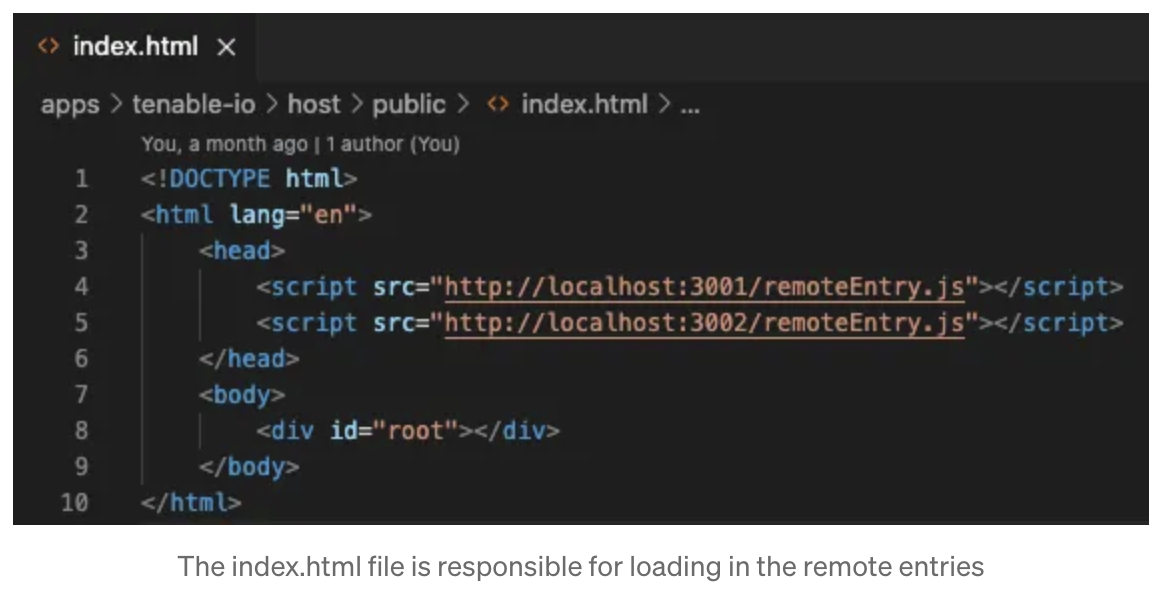 <> index.html ×
apps > tenable-io > host > public > <> index.html > ...
You, a month ago | 1 author (You)
1 <!DOCTYPE html>
2 <html lang="en">
3 <head>
4 <script src="http://localhost:3001/remoteEntry.js"></script>
5 <script src="http://localhost:3002/remoteEntry.js"></script>
6 </head>
7 <body>
8 <div id="root"></div>
9 </body>
10 </html>
The index.html file is responsible for loading in the remote entries